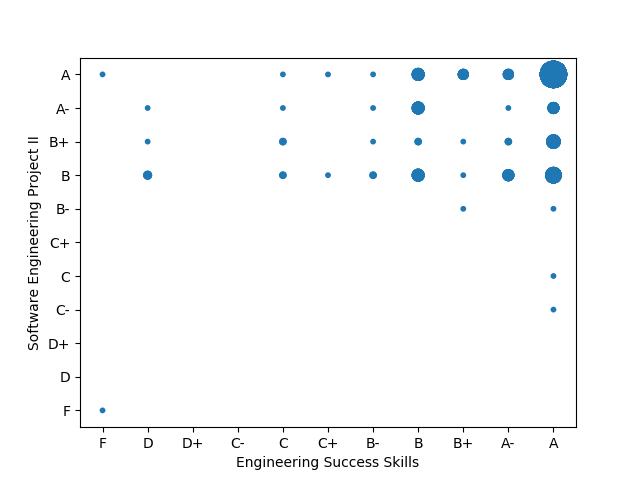 Software Engineering Project II
A
A-
B+
B
B-
C+
C
C-
D+
D
F
F D D+ C- C C+ B- B B+ A- A
Engineering Success Skills